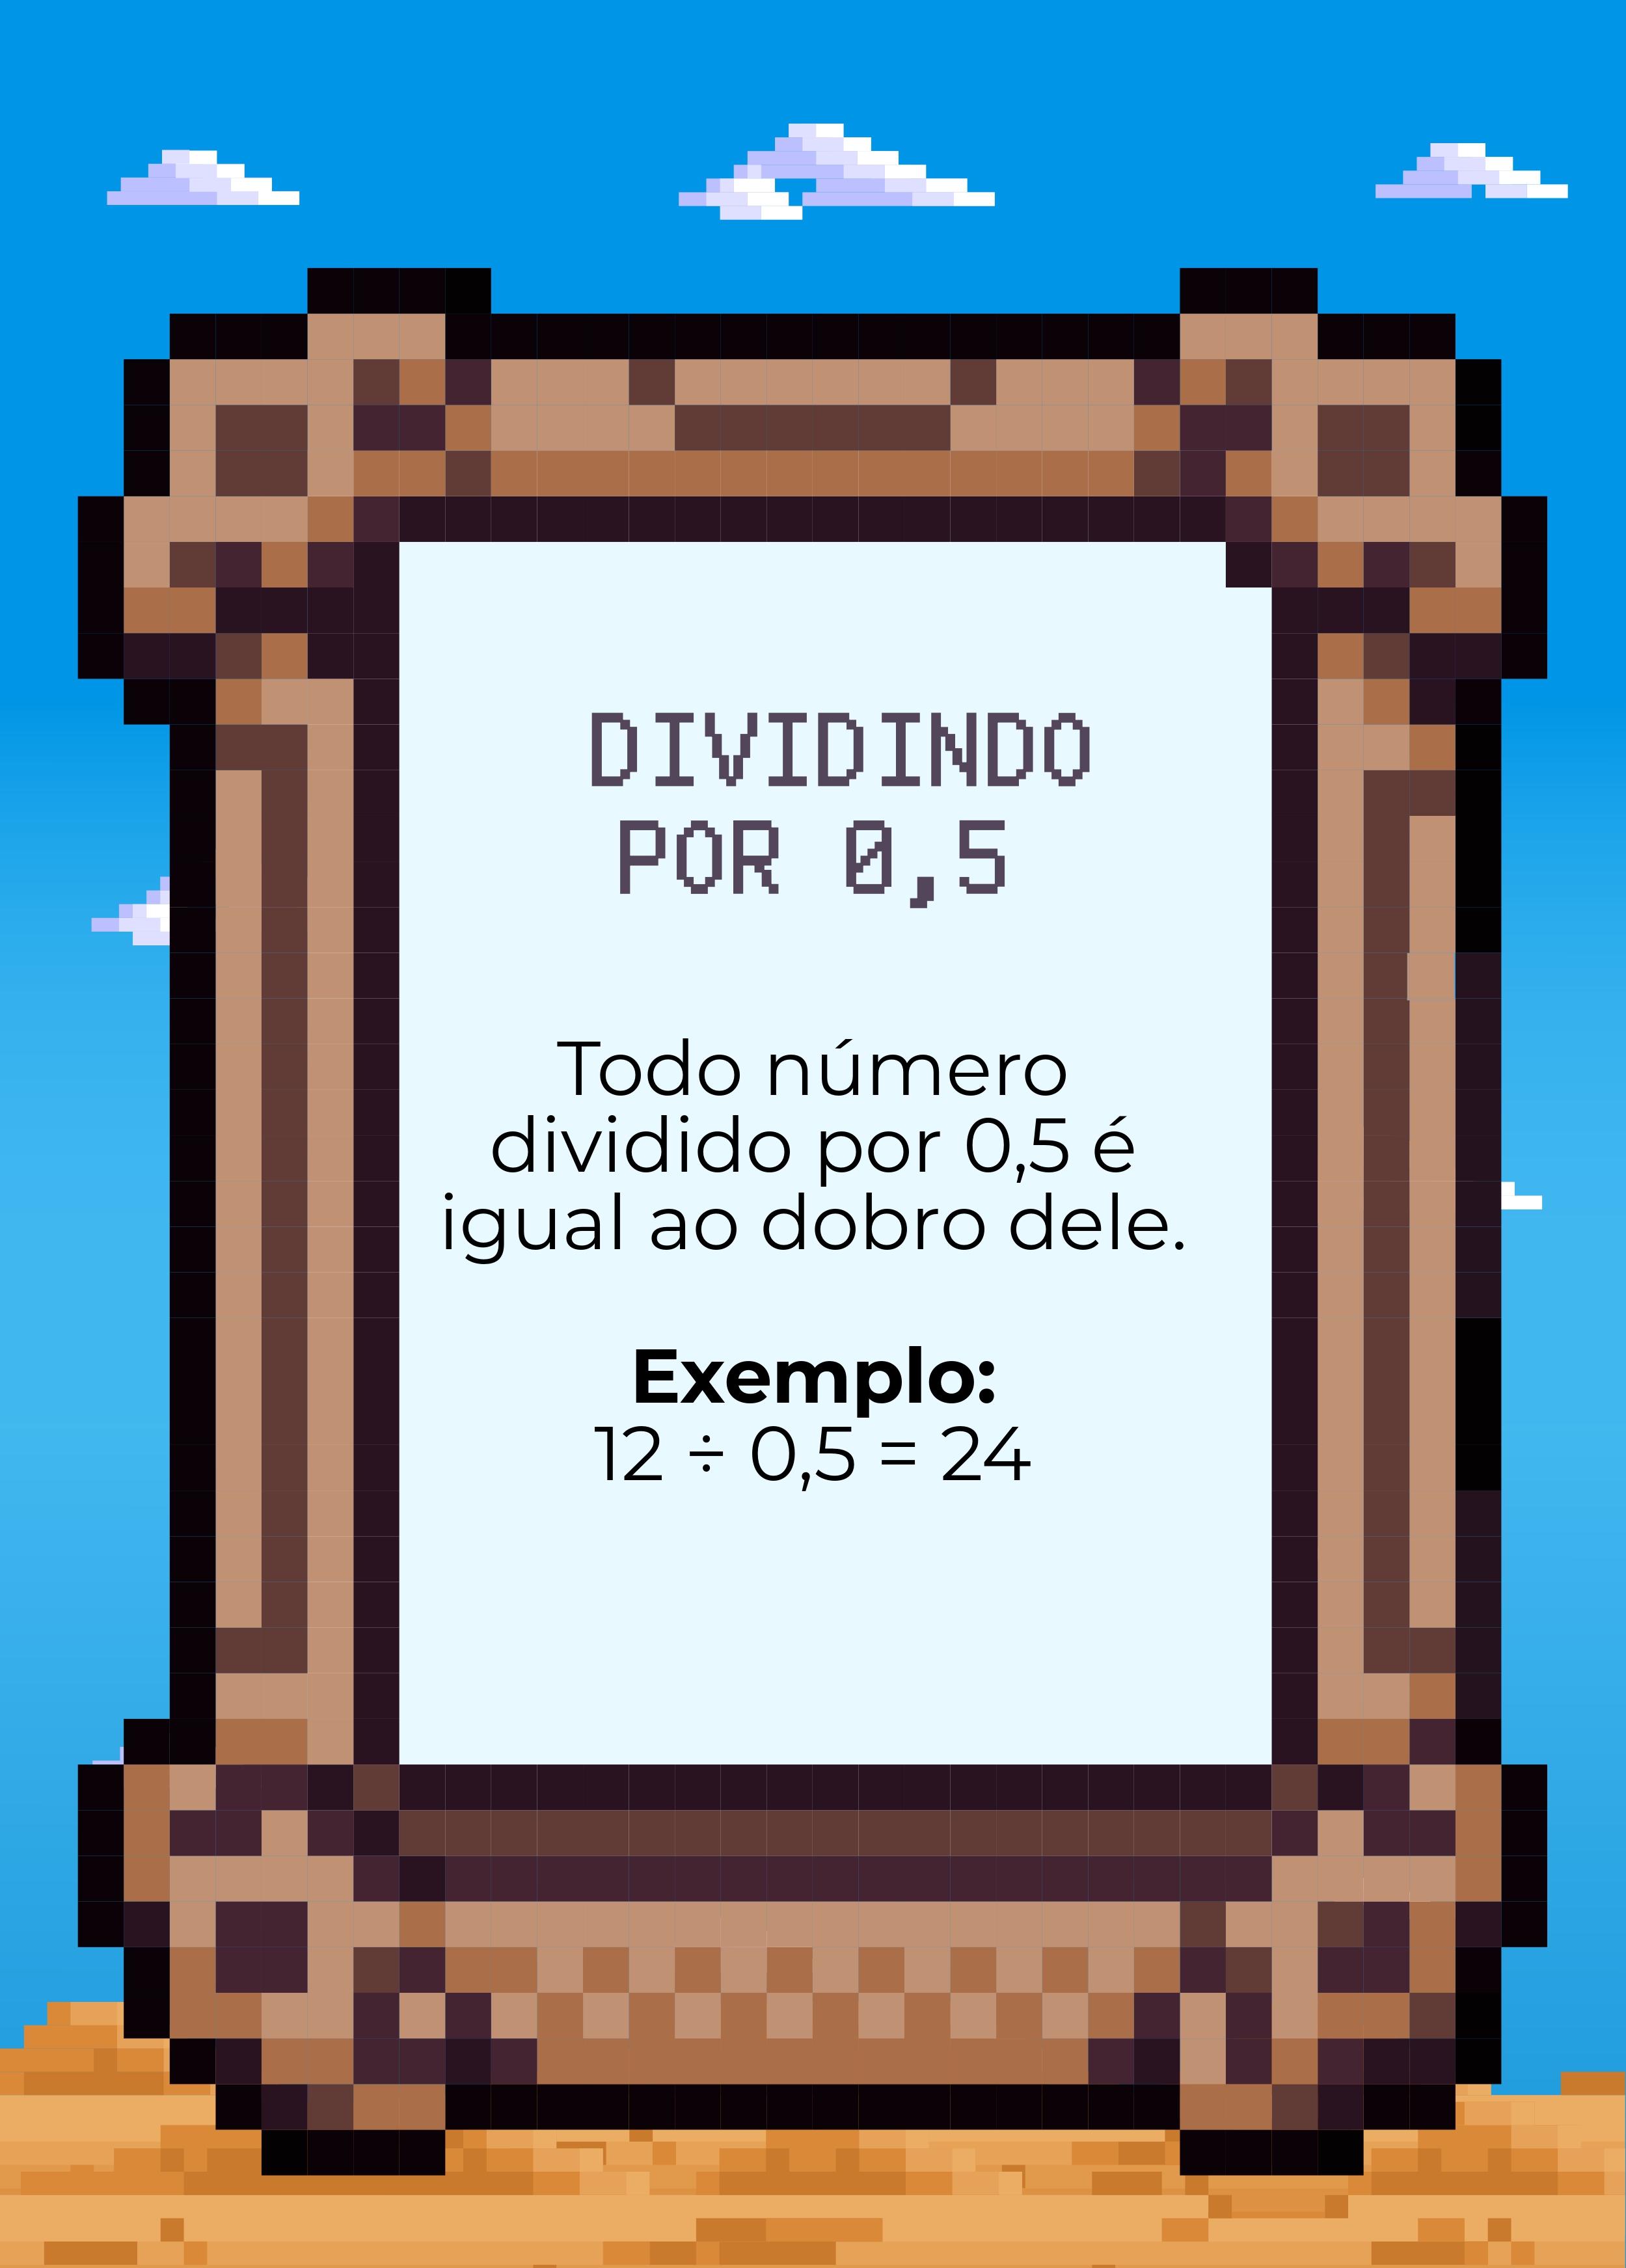 DIVIDINDO
POR 0,5
Todo número
dividido por 0,5 é
igual ao dobro dele.
Exemplo:
12 ÷ 0,5 = 24